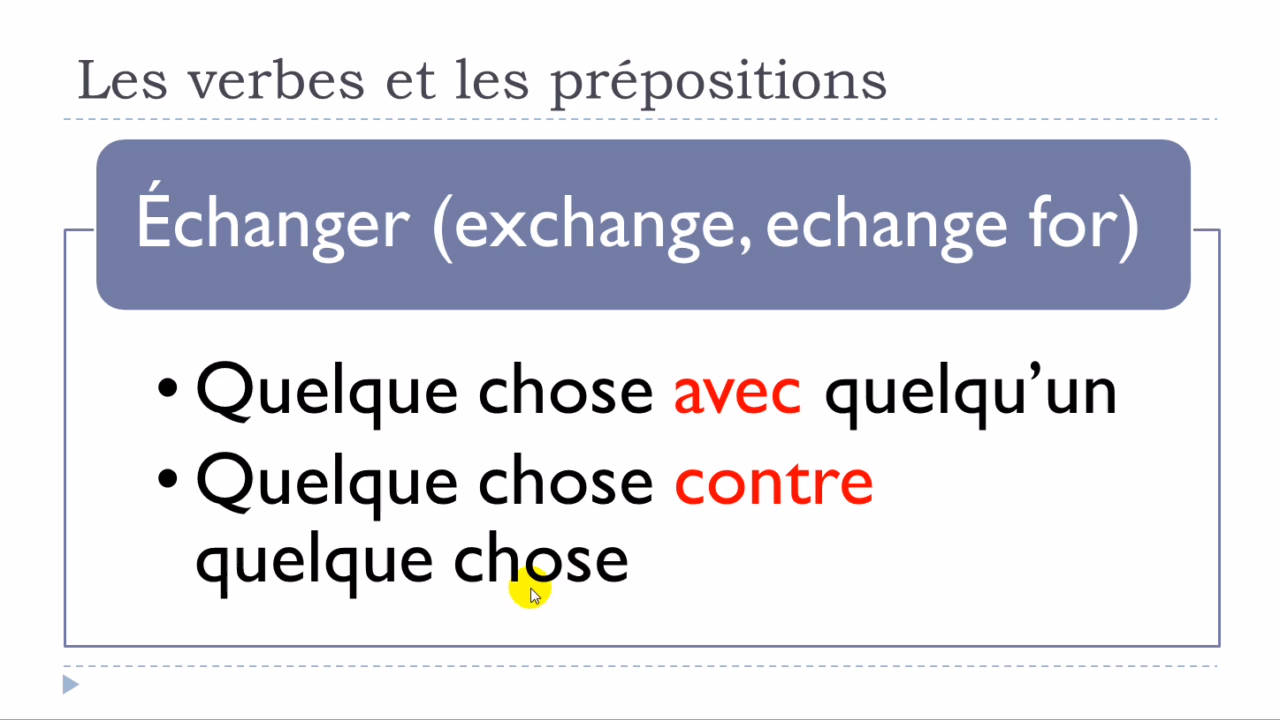 Les verbes et les prépositions
Échanger (exchange, echange for)
• Quelque chose avec quelqu’un
• Quelque chose contre
quelque chose